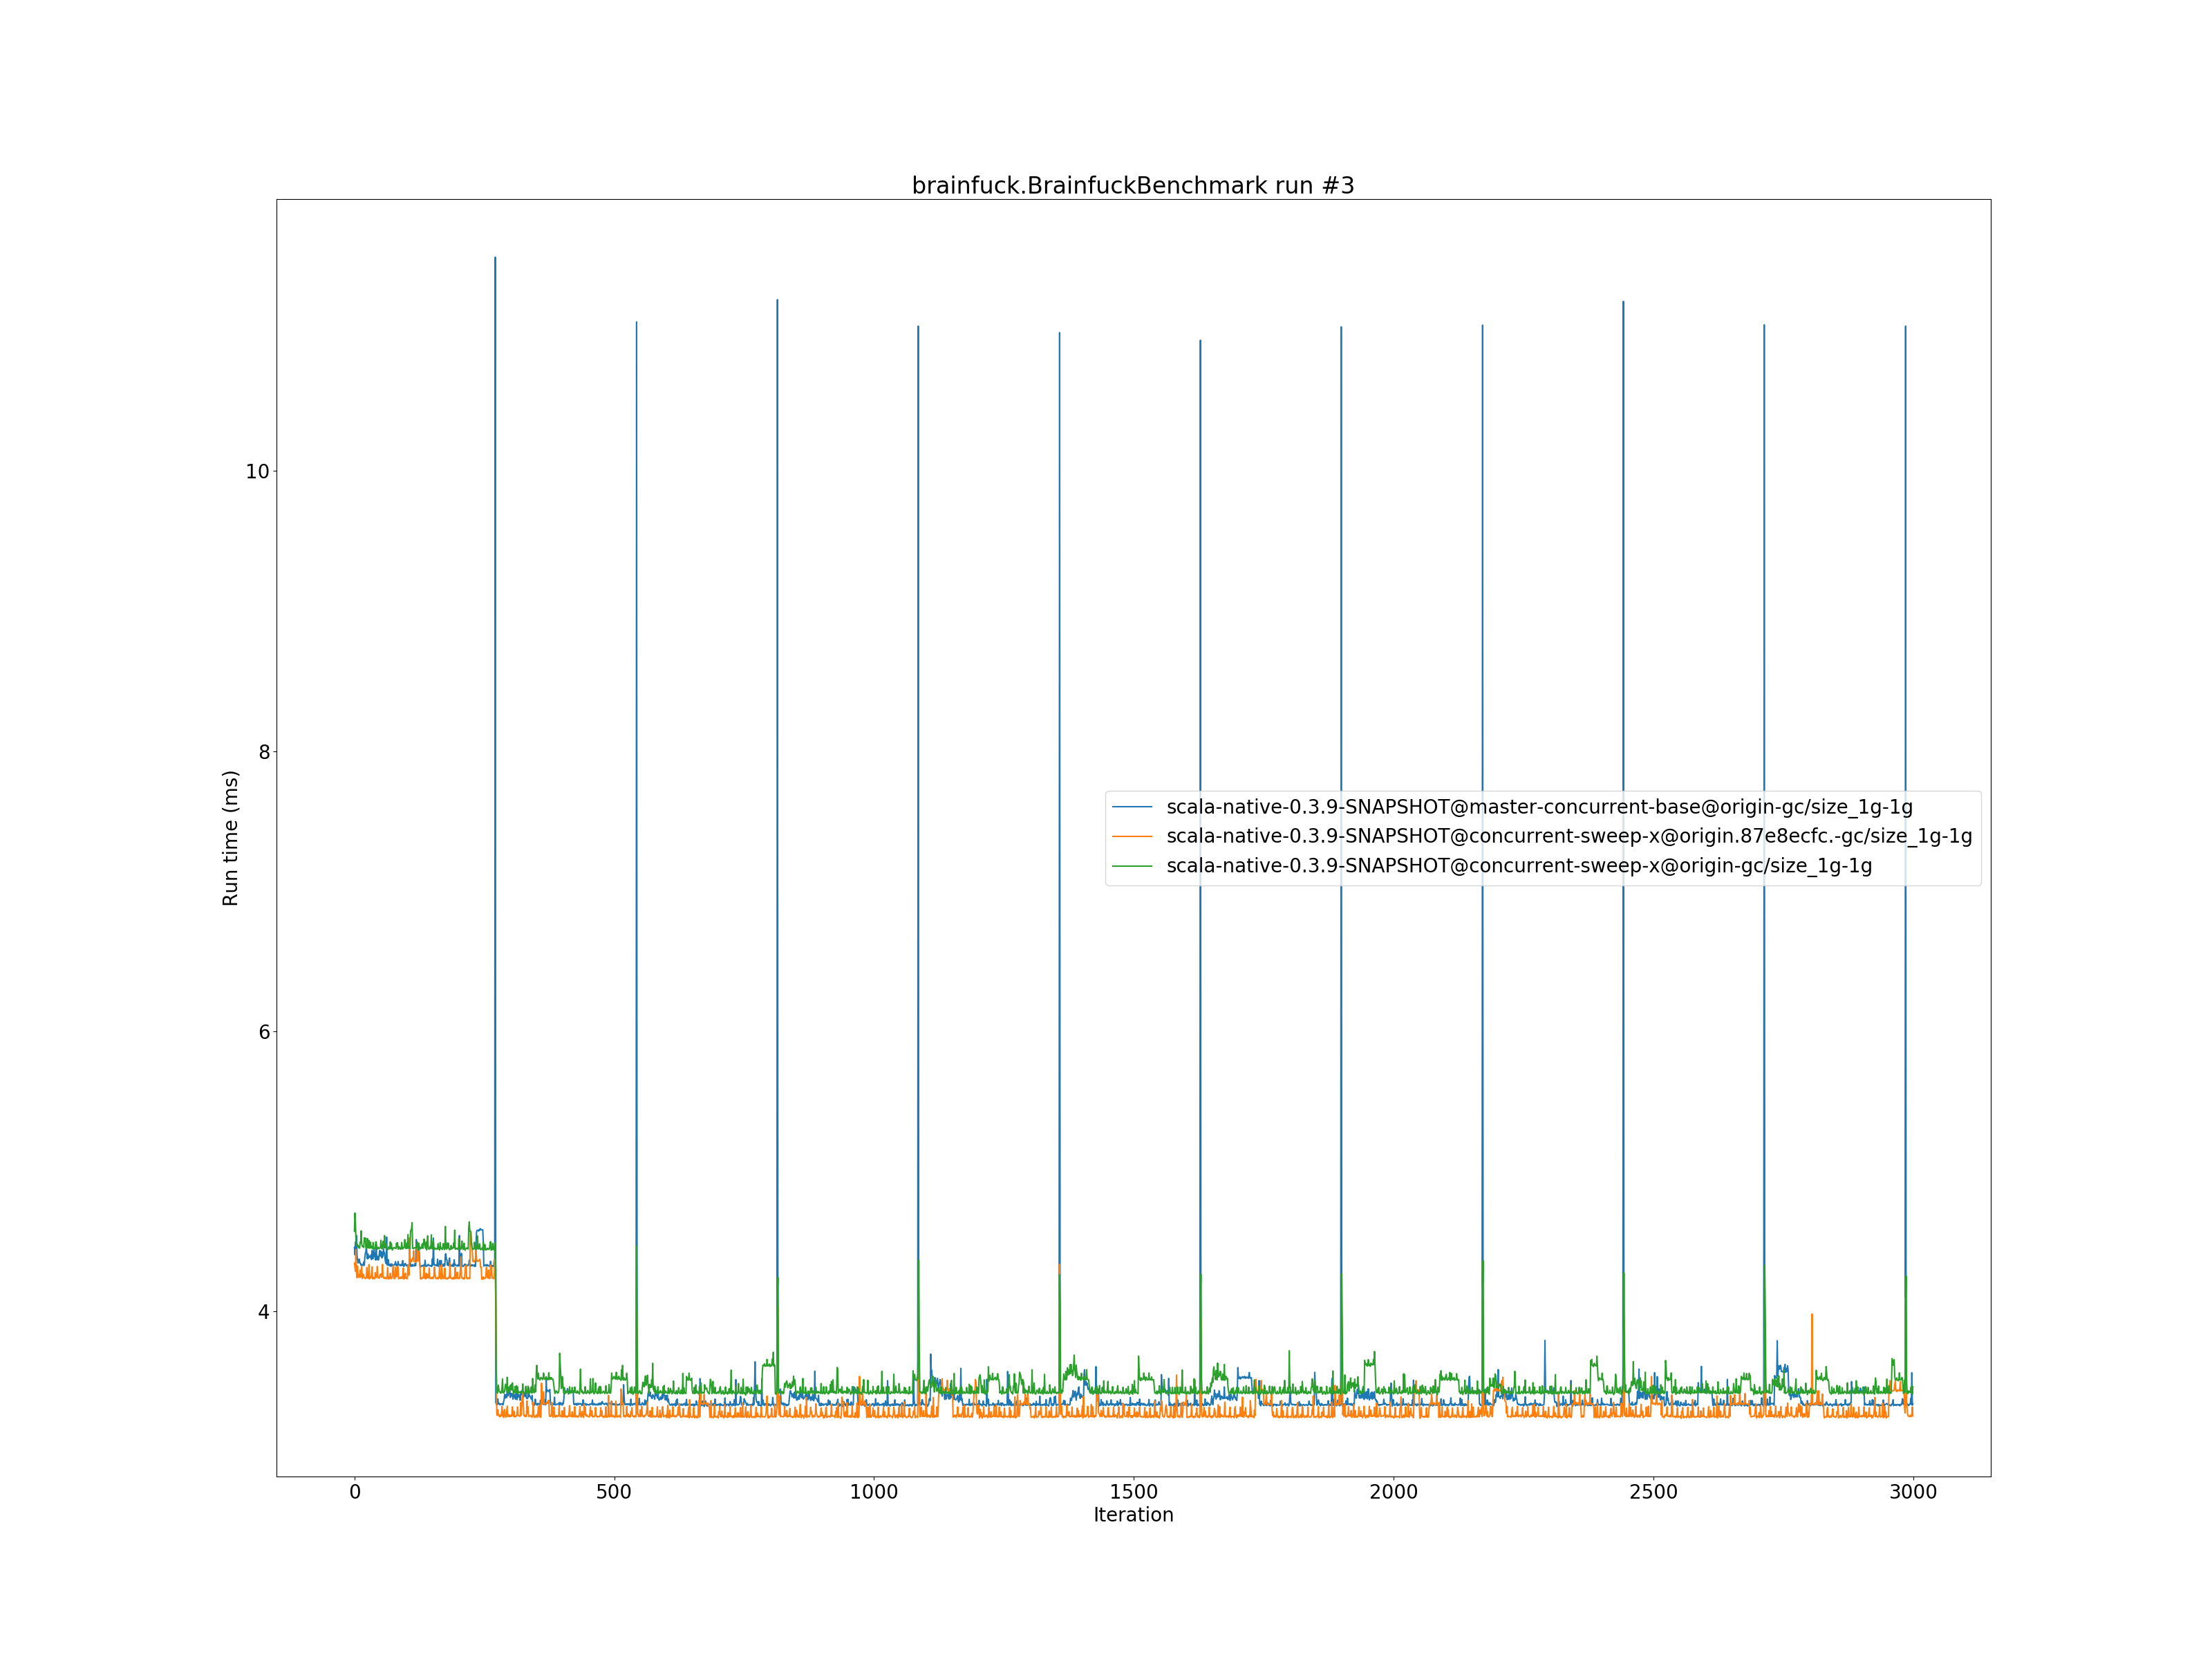 brainfuck.BrainfuckBenchmark run #3
Run time (ms)
10
8
6
4
scala-native-0.3.9-SNAPSHOT@master-concurrent-base@origin-gc/size_1g-1g
scala-native-0.3.9-SNAPSHOT@concurrent-sweep-x@origin.87e8ecfc.-gc/size_1g-1g
scala-native-0.3.9-SNAPSHOT@concurrent-sweep-x@origin-gc/size_1g-1g
0 500 1000 1500 2000 2500 3000
Iteration